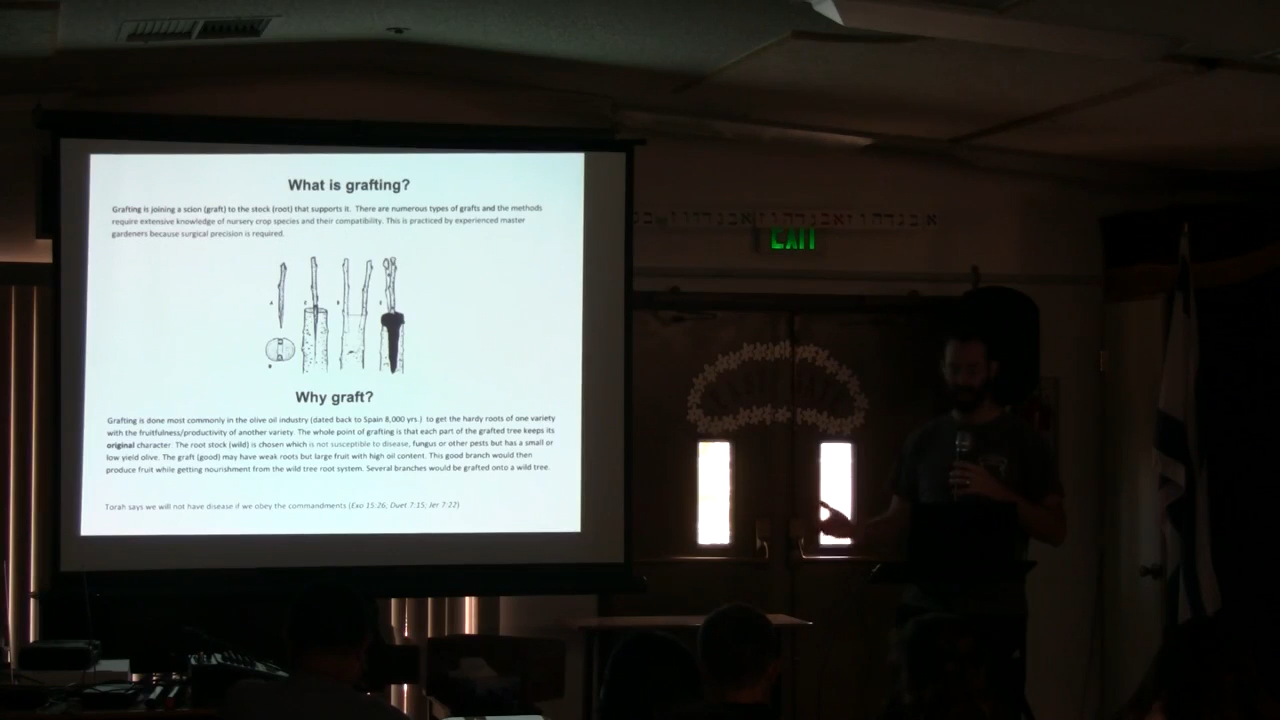 What is grafting?
Grafting is joining a scion (graft) to the stock (root) that supports it. There are numerous types of grafts and the methods
require extensive knowledge of nursery crop species and their compatibility. This is practiced by experienced master
gardeners because surgical precision is required.
Why graft?
Grafting is done most commonly in the olive oil industry (dated back to Spain 8,000 yrs.) to get the hardy roots of one variety
with the fruitfulness/productivity of another variety. The whole point of grafting is that each part of the grafted tree keeps its
original character. The root stock (wild) is chosen which is not susceptible to disease, fungus or other pests but has a small or
low yield olive. The graft (good) may have weak roots but large fruit with high oil content. This good branch would then
produce fruit while getting nourishment from the wild tree root system. Several branches would be grafted onto a wild tree.
Torah says we will not have disease if we obey the commandments (Exo 15:26; Duet 7:15; Jer 7:22)
EXIT